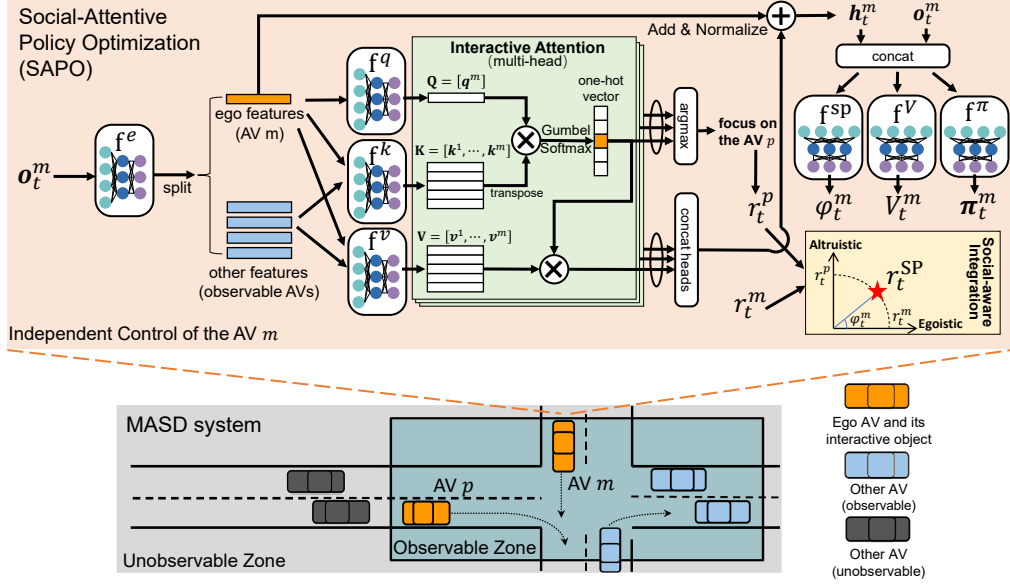 Social-Attentive
Policy Optimization
(SAPO)
f^e
o_t^m
split
ego features
(AV m)
other features
(observable AVs)
f^q
f^k
f^v
Interactive Attention
(multi-head)
Q = [q^m]
K = [k^1, ⋯, k^m]
transpose
V = [v^1, ⋯, v^m]
one-hot
vector
Gumbel
Softmax
argmax
concat heads
Add & Normalize
focus on
the AV p
r_t^p
r_t^m
h_t^m
o_t^m
concat
f^sp
f^V
f^π
φ_t^m
V_t^m
π_t^m
Altruistic
r_t^p
r_t^SP
φ_t^m
r_t^m
Egoistic
Social-aware
Integration
Independent Control of the AV m
MASD system
AV p
AV m
Unobservable Zone
Observable Zone
Ego AV and its
interactive object
Other AV
(observable)
Other AV
(unobservable)